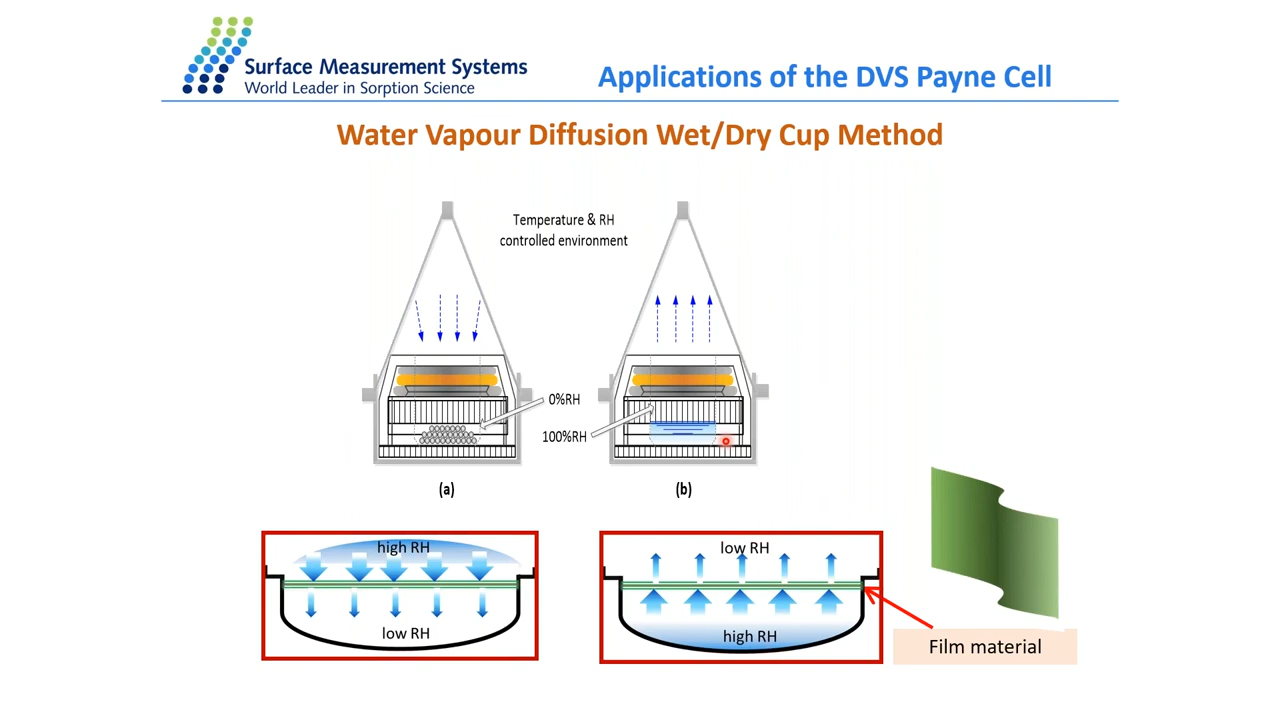 Surface Measurement Systems
World Leader in Sorption Science
Applications of the DVS Payne Cell
Water Vapour Diffusion Wet/Dry Cup Method
Temperature & RH
controlled environment
0%RH
100%RH
(a)
(b)
high RH
low RH
low RH
high RH
Film material